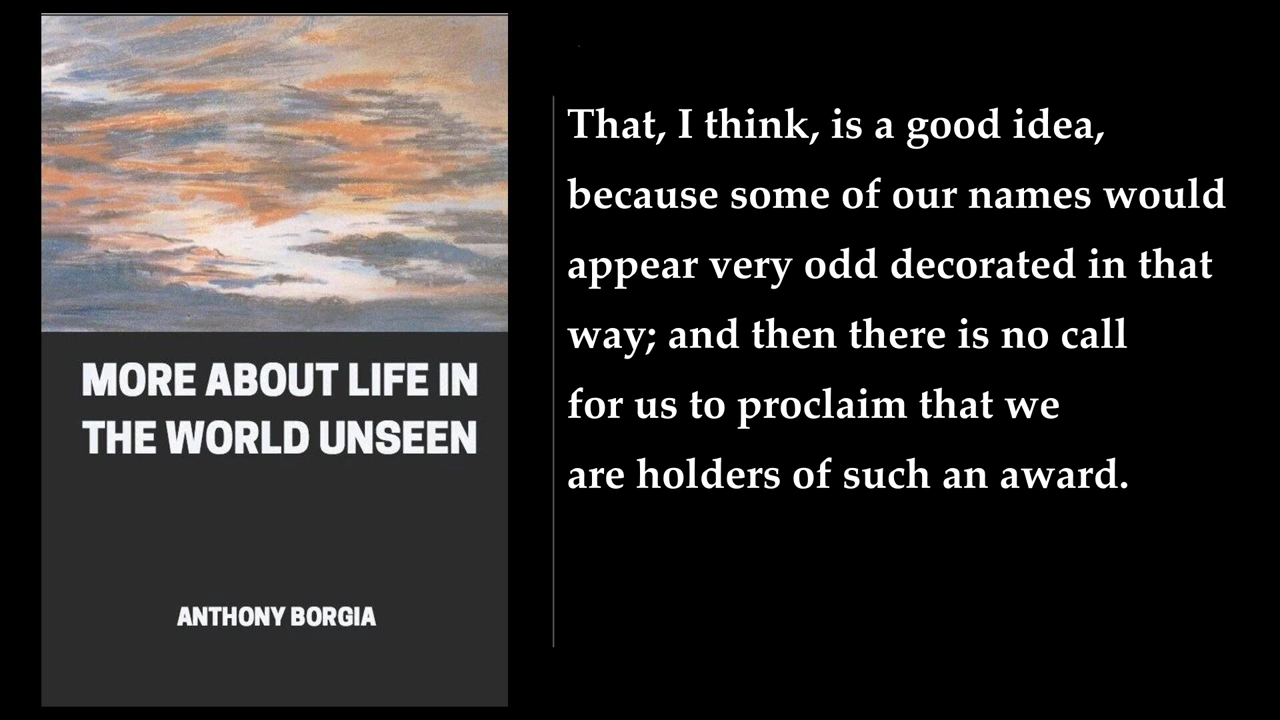 MORE ABOUT LIFE IN
THE WORLD UNSEEN
ANTHONY BORGIA
That, I think, is a good idea,
because some of our names would
appear very odd decorated in that
way; and then there is no call
for us to proclaim that we
are holders of such an award.